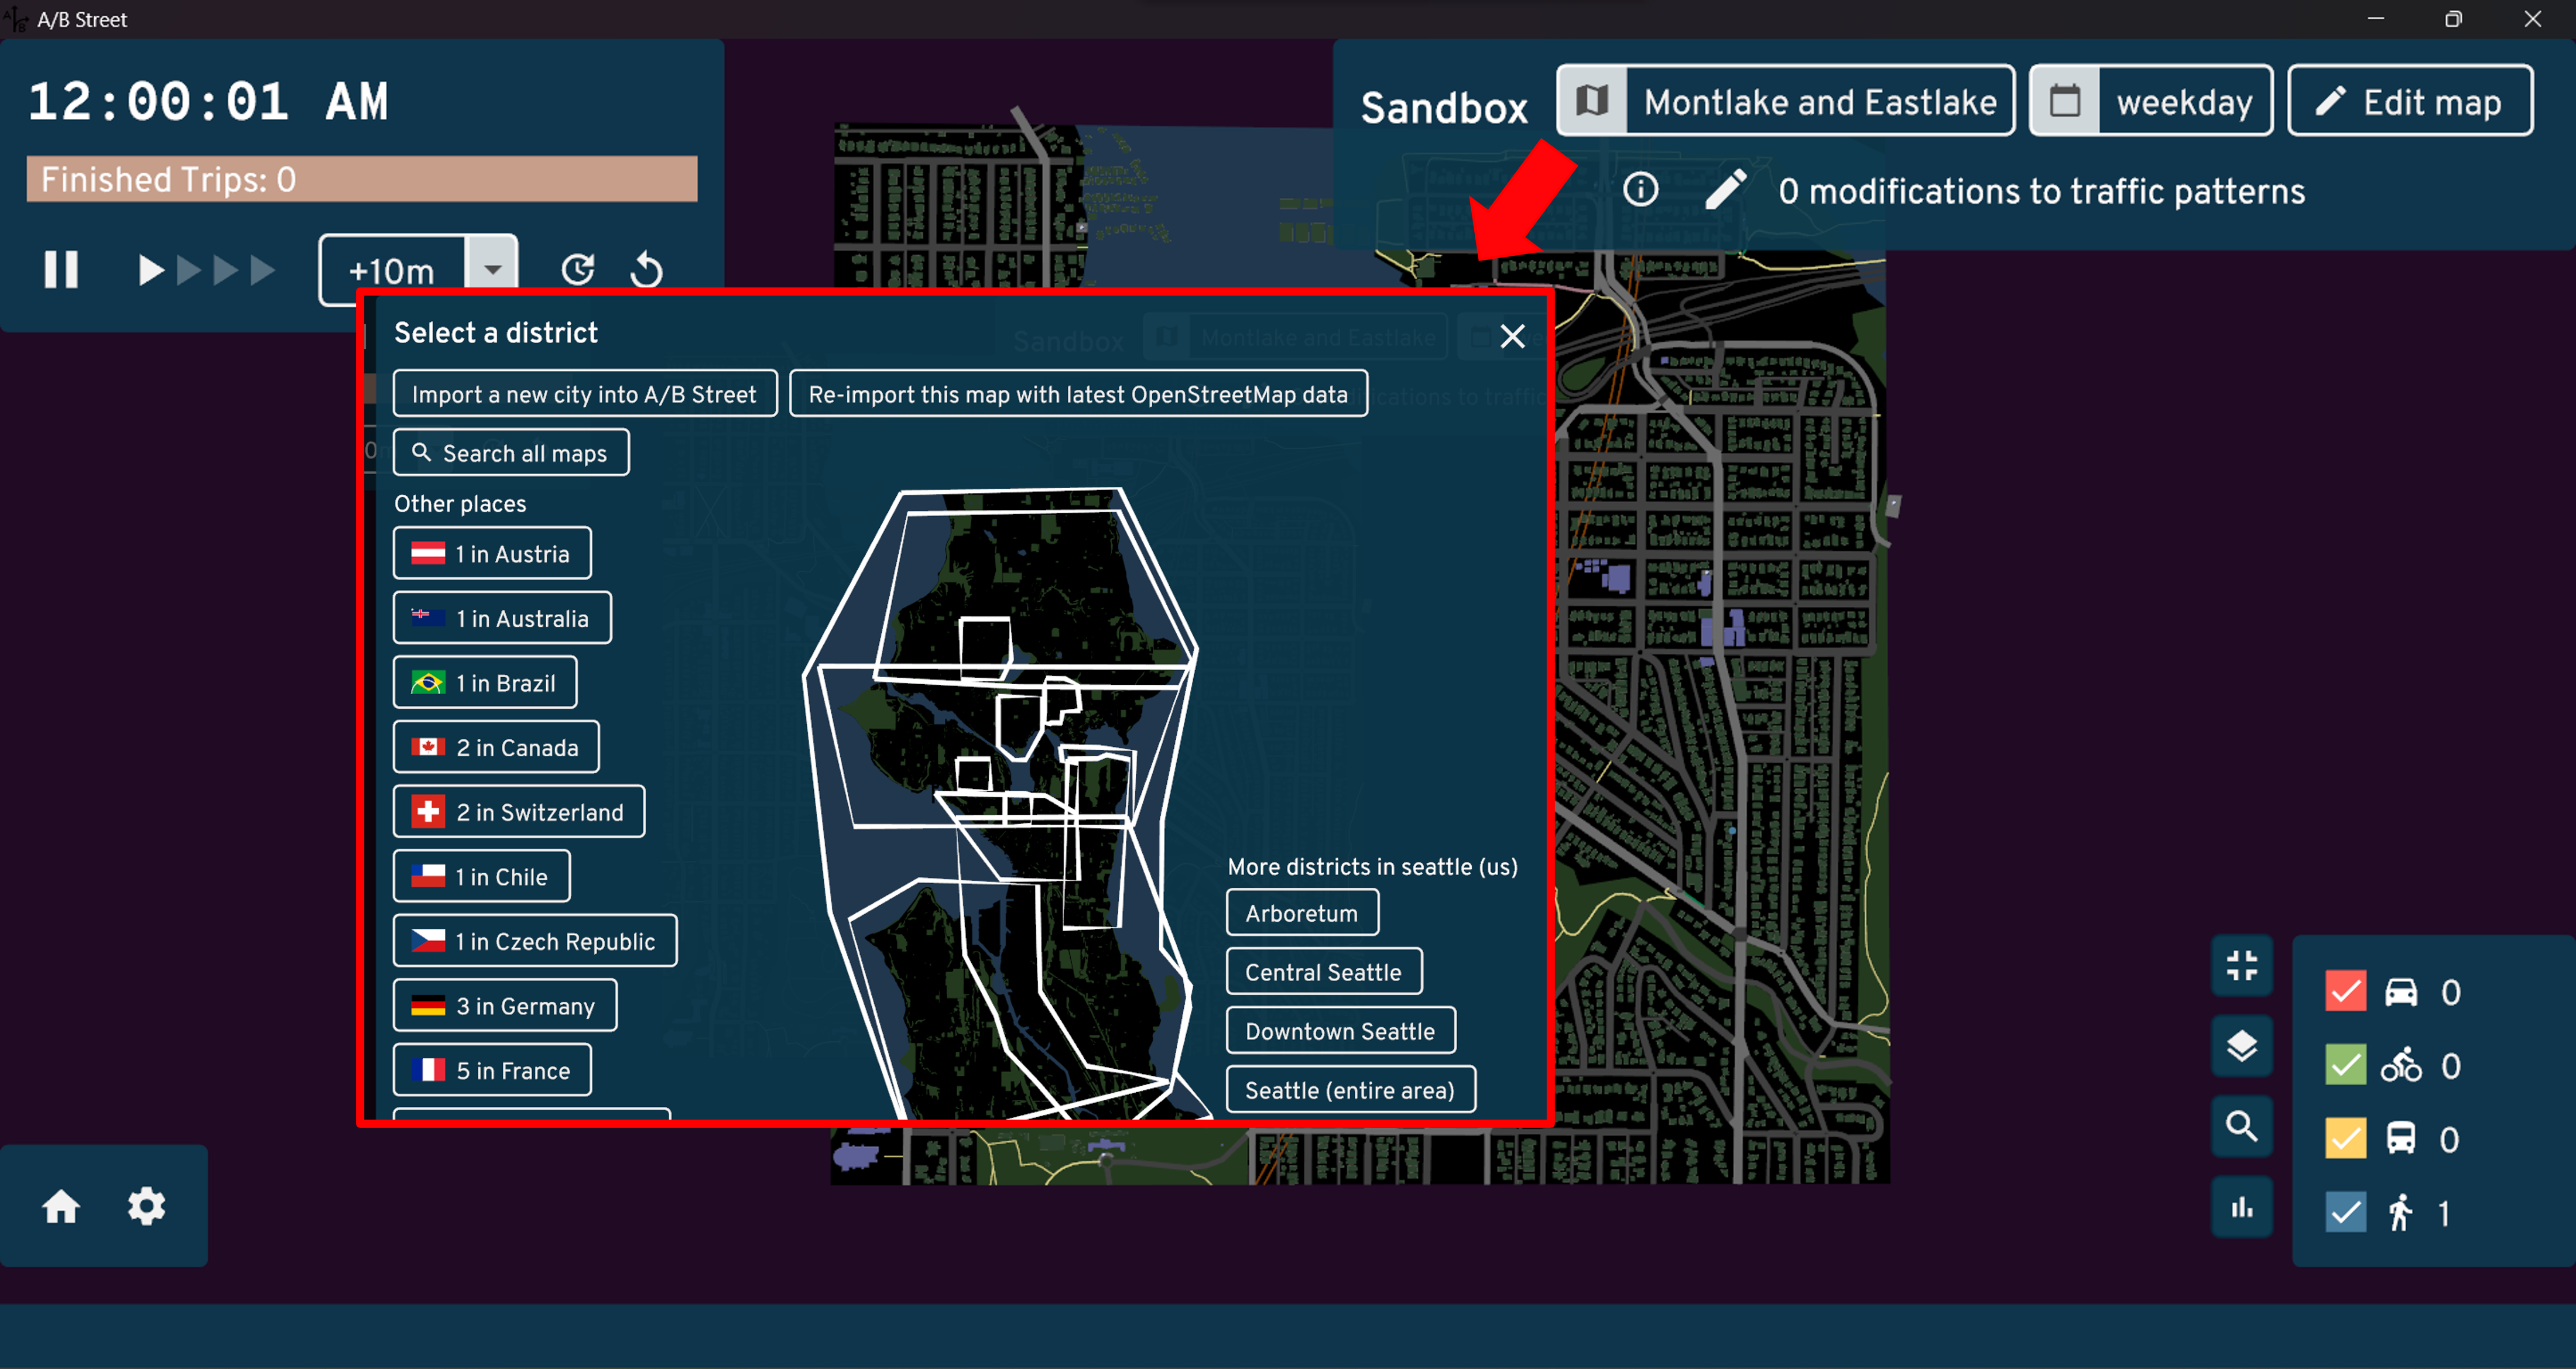 A/B Street
12:00:01 AM
Finished Trips: 0
+10m
Sandbox
Montlake and Eastlake
weekday
Edit map
0 modifications to traffic patterns
Select a district
Sandbox
Montlake and Eastlake
Import a new city into A/B Street
Re-import this map with latest OpenStreetMap data
Search all maps
Other places
1 in Austria
1 in Australia
1 in Brazil
2 in Canada
2 in Switzerland
1 in Chile
1 in Czech Republic
3 in Germany
5 in France
More districts in seattle (us)
Arboretum
Central Seattle
Downtown Seattle
Seattle (entire area)
0
0
0
1